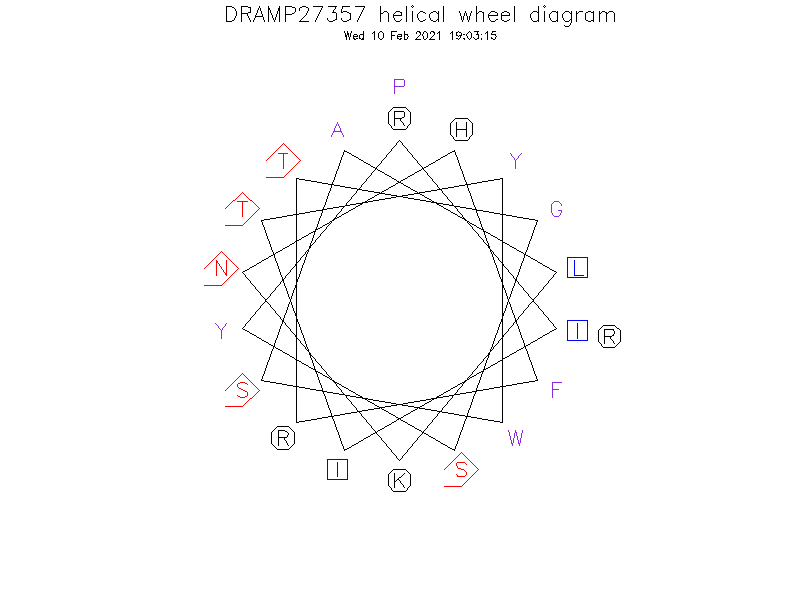 DRAMP27357 helical wheel diagram
Wed 10 Feb 2021 19:03:15
P
A R H
T Y
T G
N L
Y I R
S F
R W
I K S